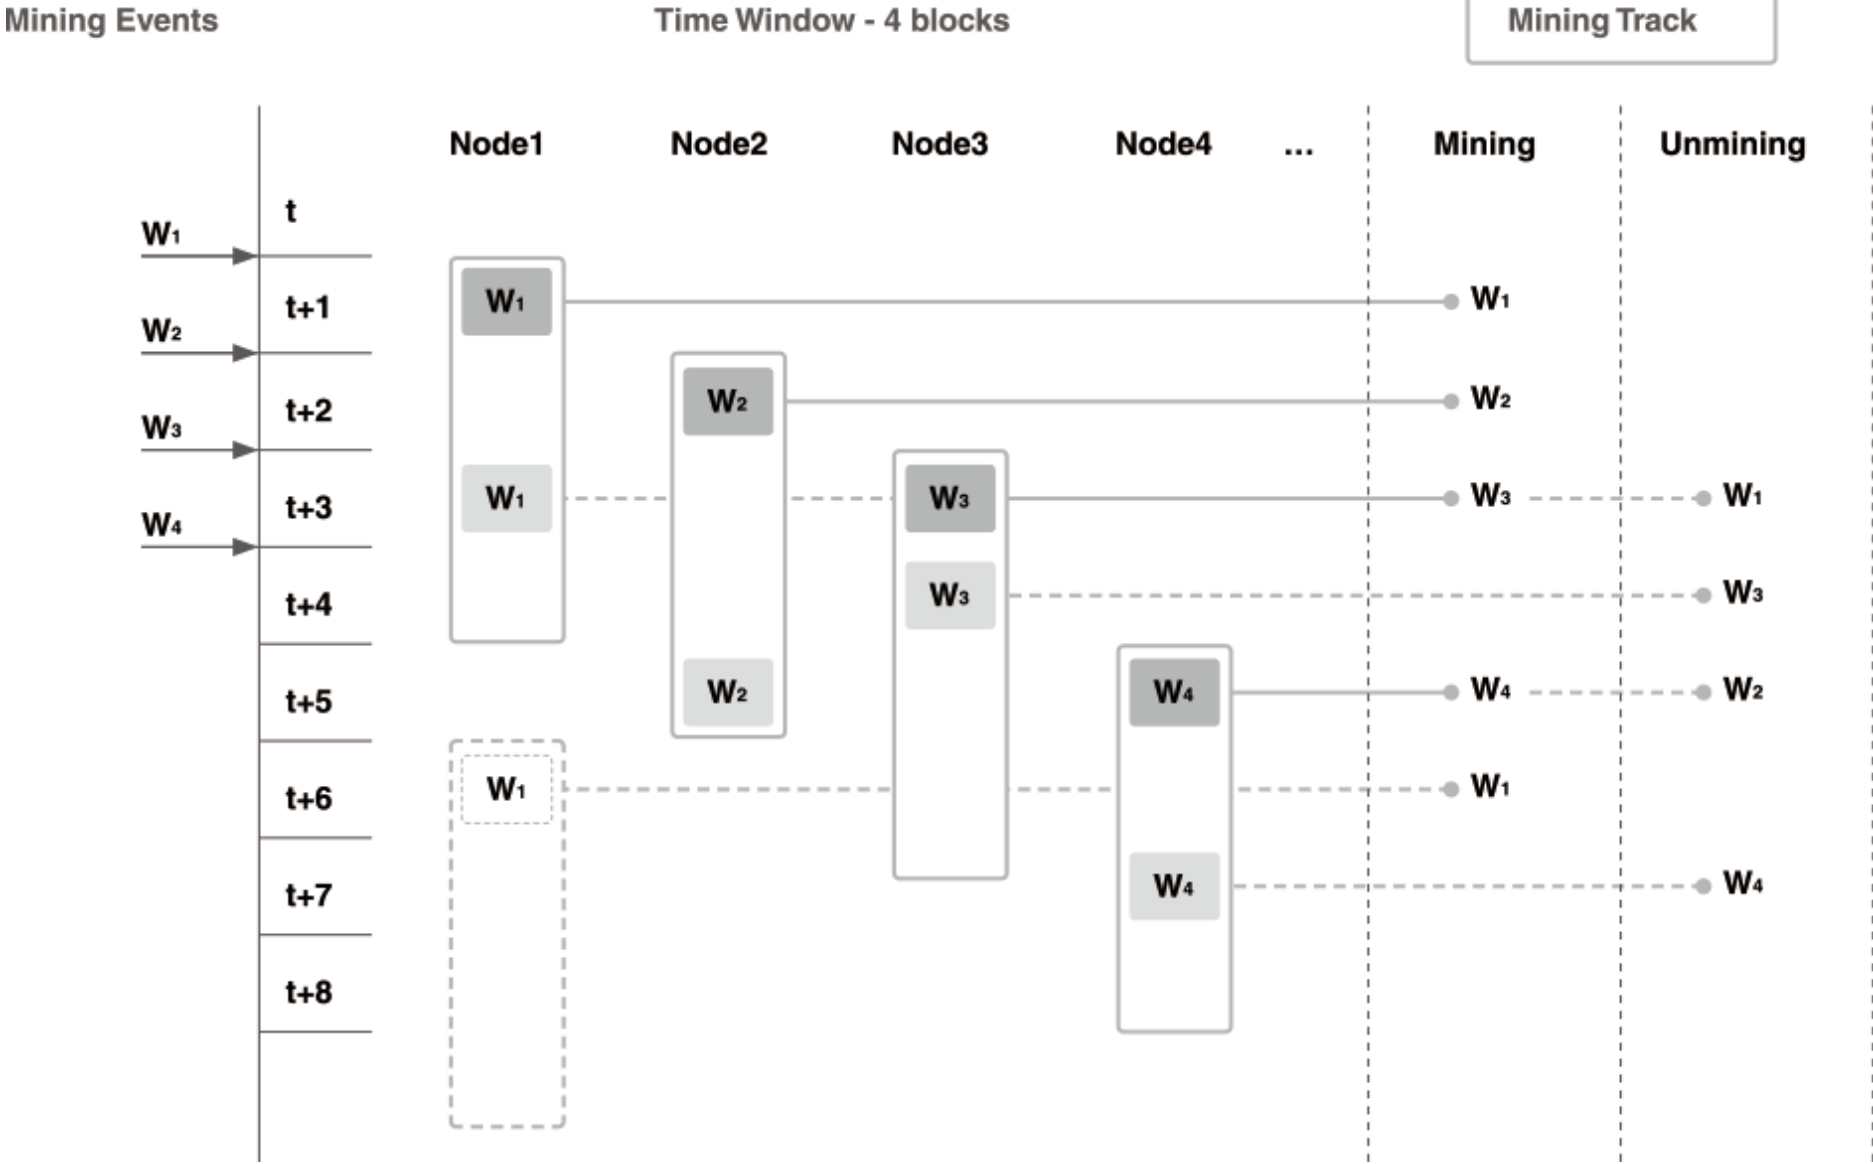 Mining Events
Time Window - 4 blocks
Mining Track
Node1 Node2 Node3 Node4 ... Mining Unmining
t
W1
t+1 W1 W1
W2
t+2 W2 W2
W3
t+3 W1 W3 W3 W1
W4
t+4 W3 W3
t+5 W2 W4 W4 W2
t+6 W1 W1
t+7 W4 W4
t+8